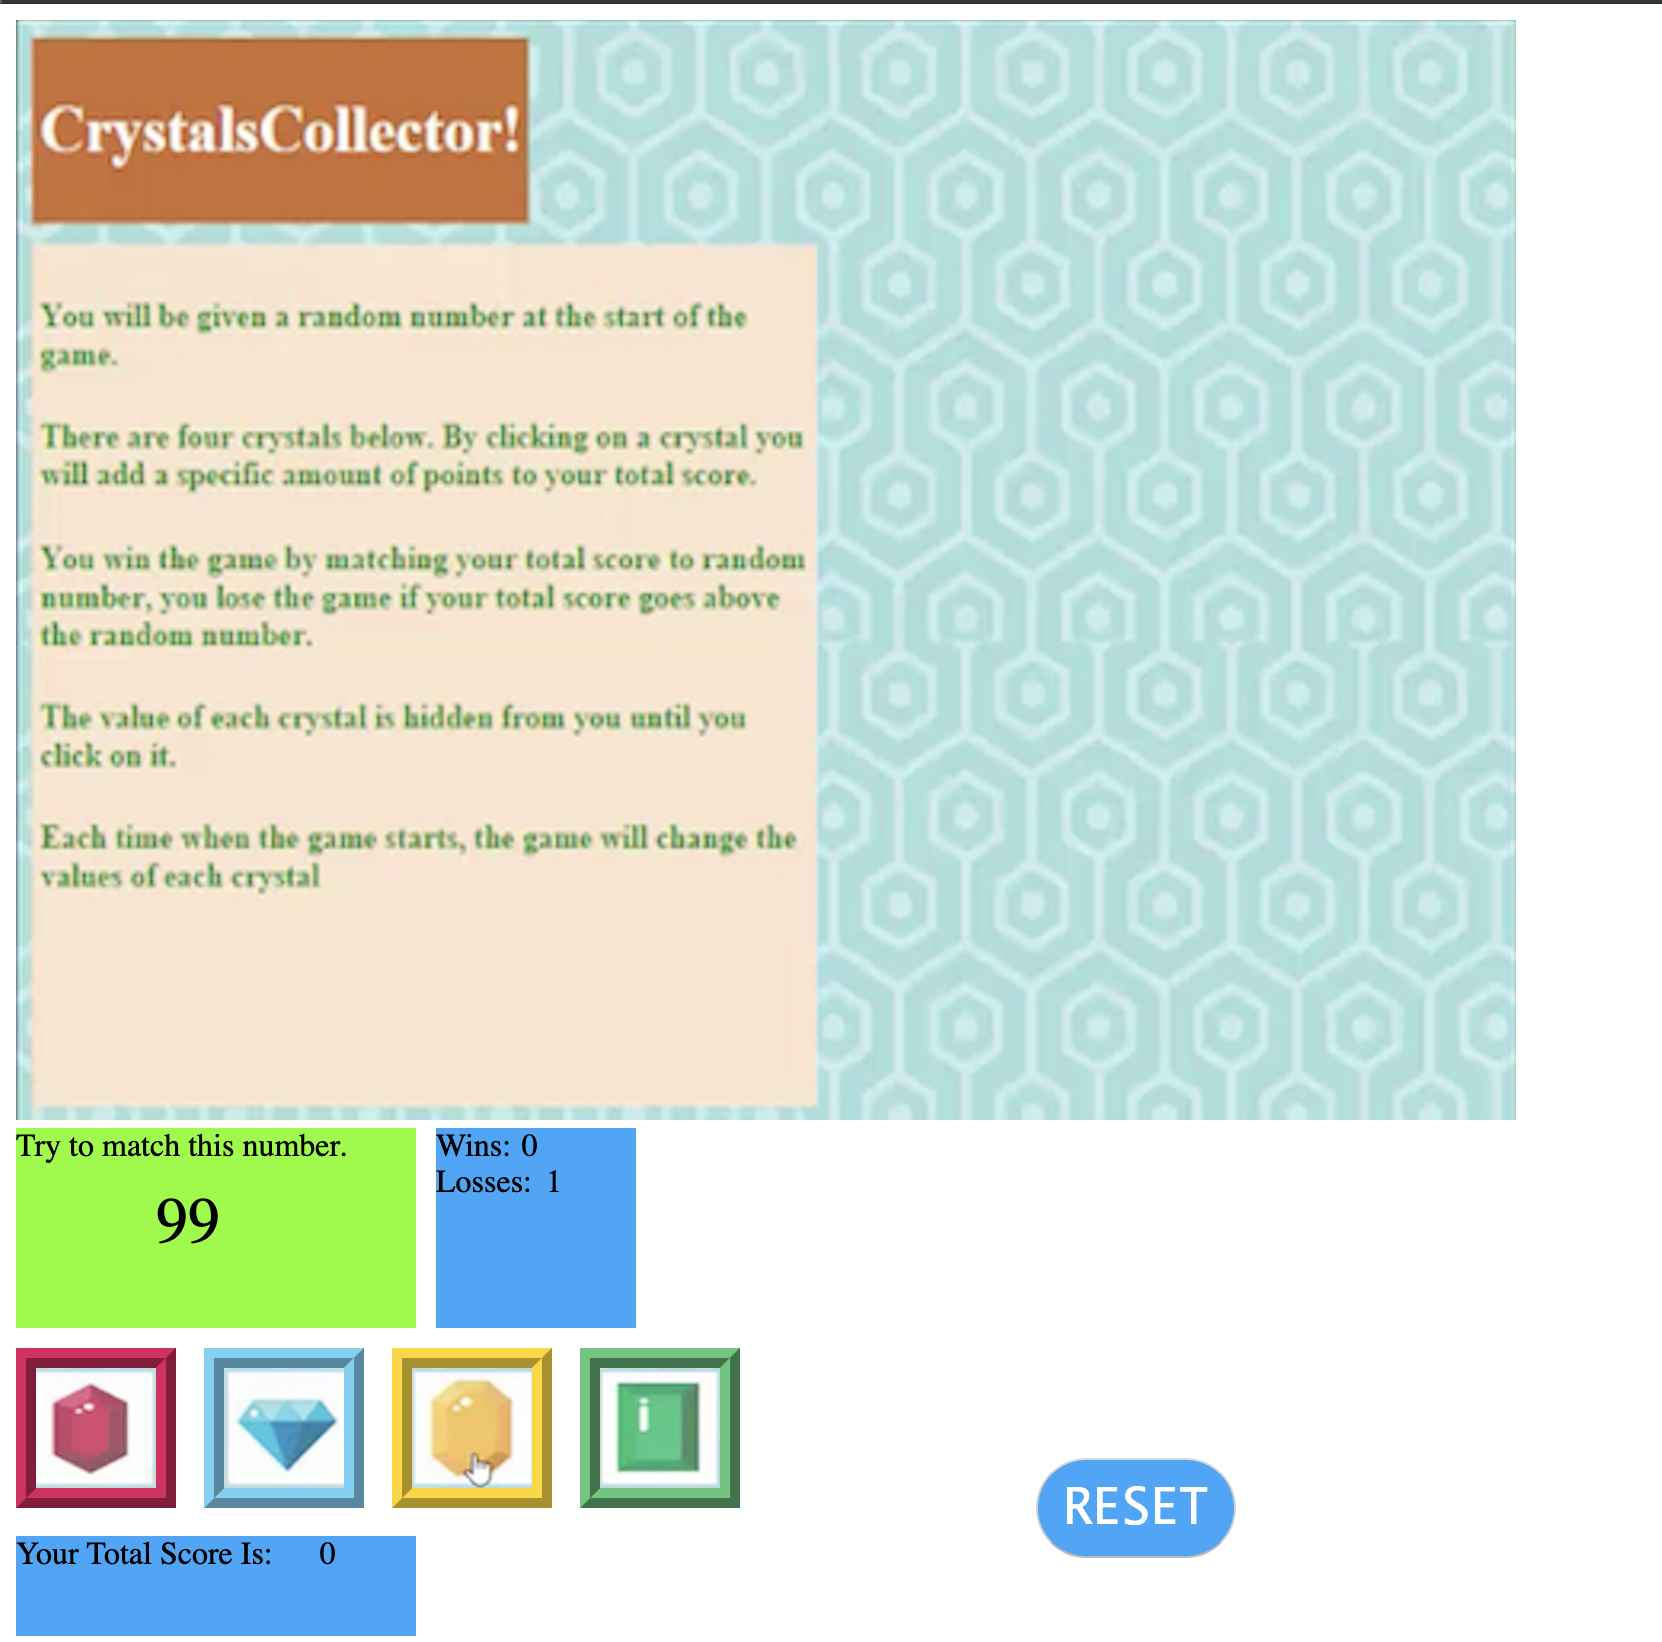 CrystalsCollector!
You will be given a random number at the start of the
game.
There are four crystals below. By clicking on a crystal you
will add a specific amount of points to your total score.
You win the game by matching your total score to random
number, you lose the game if your total score goes above
the random number.
The value of each crystal is hidden from you until you
click on it.
Each time when the game starts, the game will change the
values of each crystal
Try to match this number.
99
Wins: 0
Losses: 1
RESET
Your Total Score Is: 0